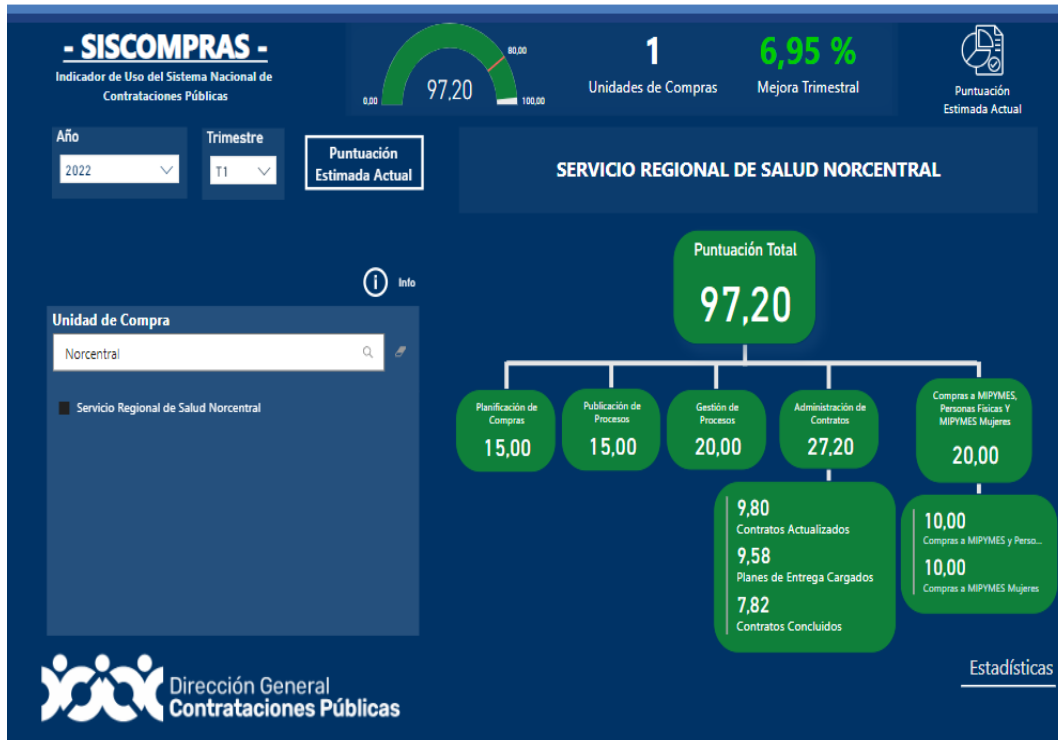 - SISCOMPRAS -
Indicador de Uso del Sistema Nacional de
Contrataciones Públicas
80,00
97,20
0,00
100,00
1
Unidades de Compras
6,95 %
Mejora Trimestral
Puntuación
Estimada Actual
Año
2022
Trimestre
T1
Puntuación
Estimada Actual
SERVICIO REGIONAL DE SALUD NORCENTRAL
Info
Unidad de Compra
Norcentral
Servicio Regional de Salud Norcentral
Puntuación Total
97,20
Planificación de
Compras
15,00
Publicación de
Procesos
15,00
Gestión de
Procesos
20,00
Administración de
Contratos
27,20
Compras a MIPYMES,
Personas Físicas Y
MIPYMES Mujeres
20,00
9,80
Contratos Actualizados
9,58
Planes de Entrega Cargados
7,82
Contratos Concluidos
10,00
Compras a MIPYMES y Perso...
10,00
Compras a MIPYMES Mujeres
Dirección General
Contrataciones Públicas
Estadísticas